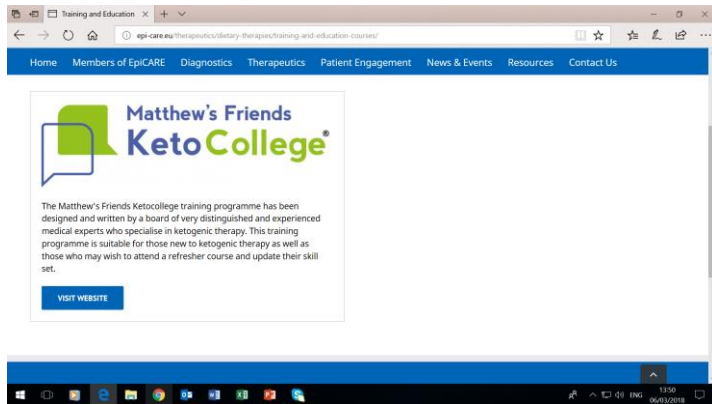 Training and Education
epi-care.eu/therapeutics/dietary-therapies/training-and-education-courses/
Home Members of EpiCARE Diagnostics Therapeutics Patient Engagement News & Events Resources Contact Us
Matthew's Friends
KetoCollege®
The Matthew's Friends Ketocollege training programme has been
designed and written by a board of very distinguished and experienced
medical experts who specialise in ketogenic therapy. This training
programme is suitable for those new to ketogenic therapy as well as
those who may wish to attend a refresher course and update their skill
set.
VISIT WEBSITE
ENG
13:50
06/03/2018